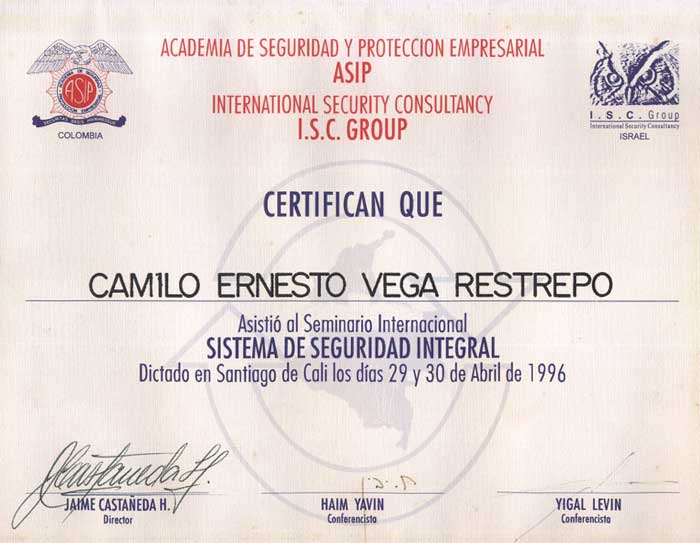 ACADEMIA DE SEGURIDAD Y PROTECCION EMPRESARIAL
ASIP
INTERNATIONAL SECURITY CONSULTANCY
I.S.C. GROUP
ASIP
COLOMBIA
I. S. C. Group
International Security Consultancy
ISRAEL
CERTIFICAN QUE
CAMILO ERNESTO VEGA RESTREPO
Asistió al Seminario Internacional
SISTEMA DE SEGURIDAD INTEGRAL
Dictado en Santiago de Cali los días 29 y 30 de Abril de 1996
JAIME CASTAÑEDA H.
Director
HAIM YAVIN
Conferencista
YIGAL LEVIN
Conferencista